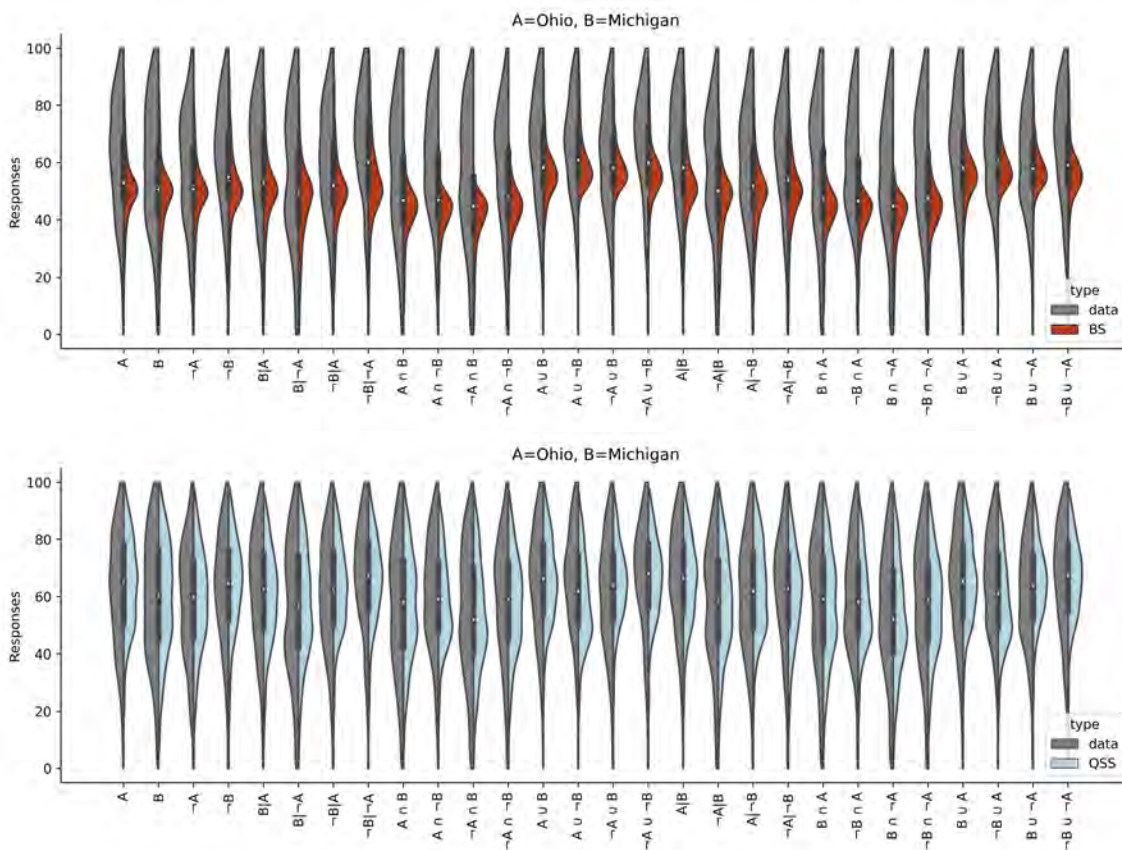 A=Ohio, B=Michigan
100
80
60
40
20
0
Responses
type
data
BS
A
B
¬A
¬B
B|A
B|¬A
¬B|A
¬B|¬A
A ∩ B
A ∩ ¬B
¬A ∩ B
¬A ∩ ¬B
A ∪ B
A ∪ ¬B
¬A ∪ B
¬A ∪ ¬B
A|B
¬A|B
A|¬B
¬A|¬B
B ∩ A
¬B ∩ A
B ∩ ¬A
¬B ∩ ¬A
B ∪ A
¬B ∪ A
B ∪ ¬A
¬B ∪ ¬A
A=Ohio, B=Michigan
100
80
60
40
20
0
Responses
type
data
QSS
A
B
¬A
¬B
B|A
B|¬A
¬B|A
¬B|¬A
A ∩ B
A ∩ ¬B
¬A ∩ B
¬A ∩ ¬B
A ∪ B
A ∪ ¬B
¬A ∪ B
¬A ∪ ¬B
A|B
¬A|B
A|¬B
¬A|¬B
B ∩ A
¬B ∩ A
B ∩ ¬A
¬B ∩ ¬A
B ∪ A
¬B ∪ A
B ∪ ¬A
¬B ∪ ¬A